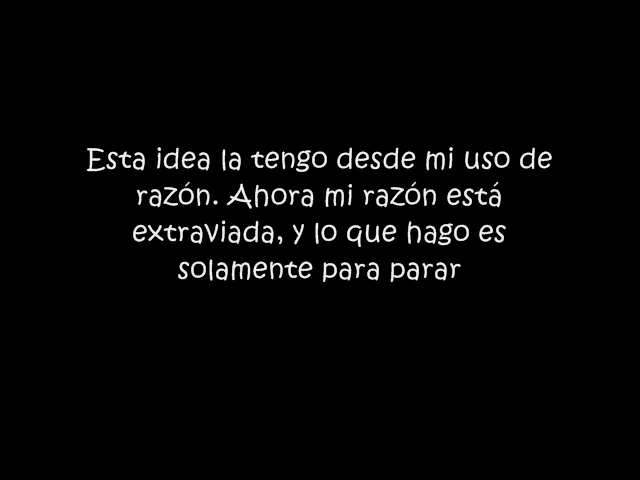 Esta idea la tengo desde mi uso de
razón. Ahora mi razón está
extraviada, y lo que hago es
solamente para parar